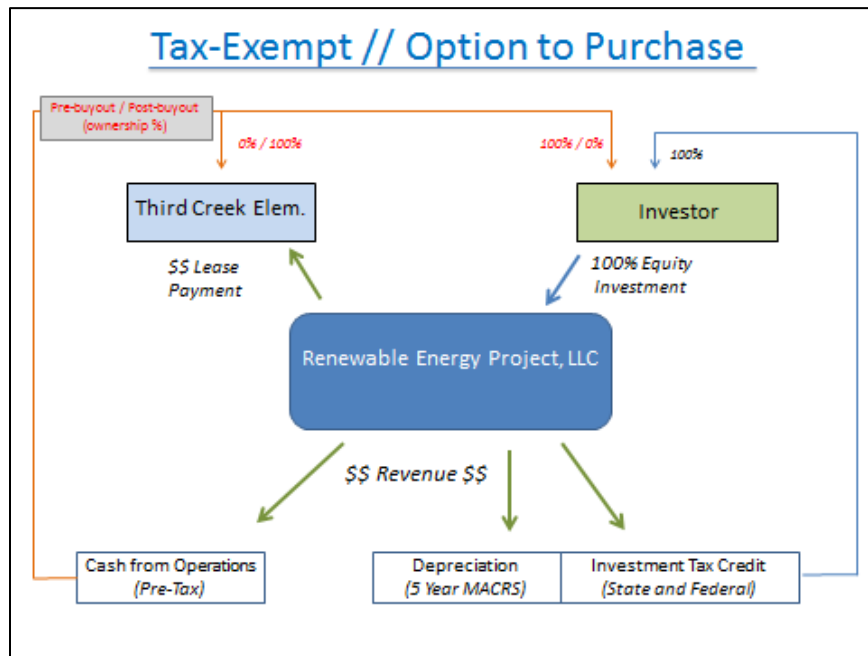 Tax-Exempt // Option to Purchase
Pre-buyout / Post-buyout
(ownership %)
0% / 100%
100% / 0%
100%
Third Creek Elem.
Investor
$$ Lease
Payment
100% Equity
Investment
Renewable Energy Project, LLC
$$ Revenue $$
Cash from Operations
(Pre-Tax)
Depreciation
(5 Year MACRS)
Investment Tax Credit
(State and Federal)